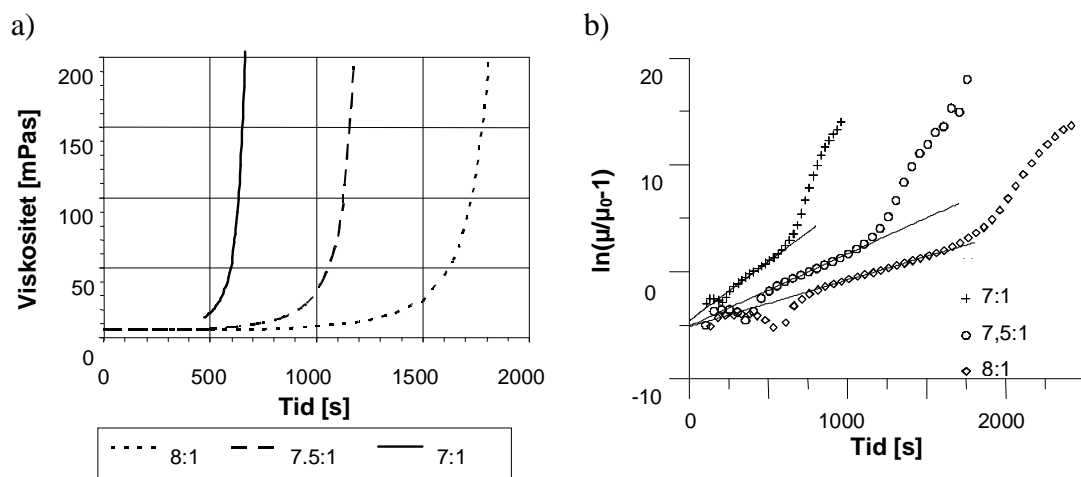 a)
Viskositet [mPas]
200
150
100
50
0
0 500 1000 1500 2000
Tid [s]
8:1 7.5:1 7:1
b)
ln(µ/µ₀-1)
20
10
0
-10
7:1
7,5:1
8:1
0 1000 2000
Tid [s]